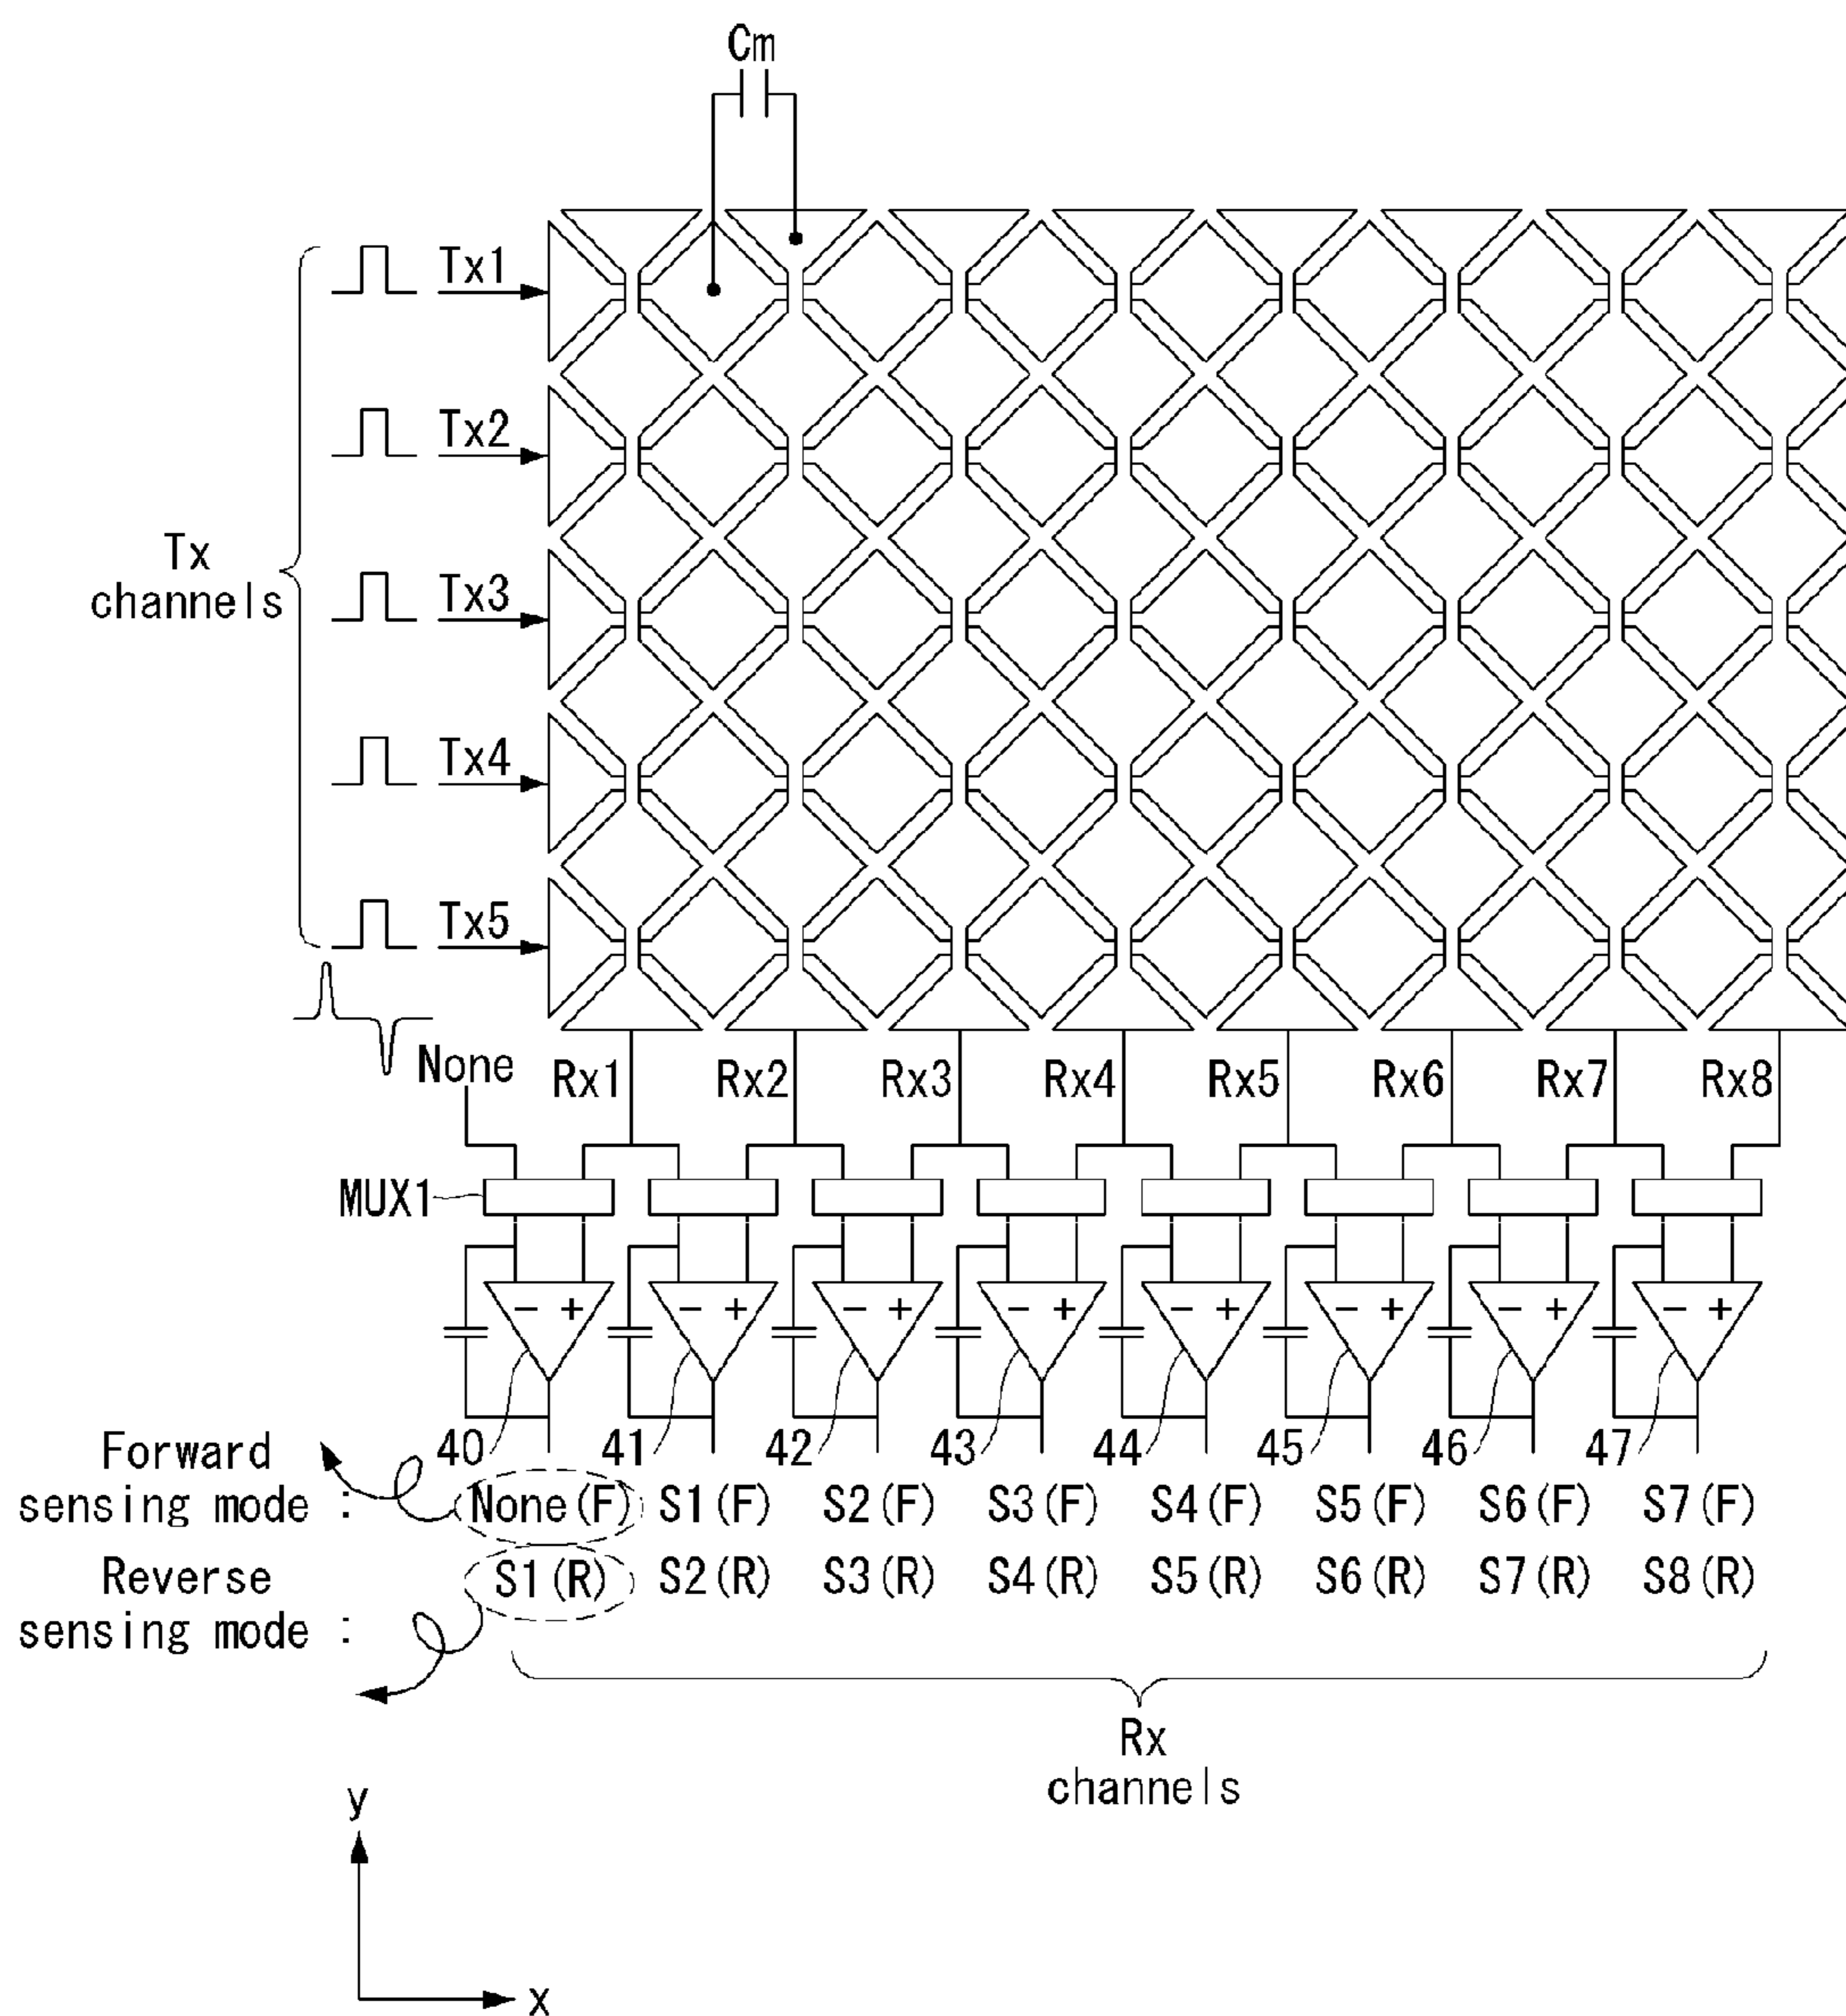 Cm
Tx1
Tx2
Tx
channels
Tx3
Tx4
Tx5
None Rx1 Rx2 Rx3 Rx4 Rx5 Rx6 Rx7 Rx8
MUX1
− + − + − + − + − + − + − + − +
40 41 42 43 44 45 46 47
Forward
sensing mode : None(F) S1(F) S2(F) S3(F) S4(F) S5(F) S6(F) S7(F)
Reverse S1(R) S2(R) S3(R) S4(R) S5(R) S6(R) S7(R) S8(R)
sensing mode :
Rx
channels
y
x